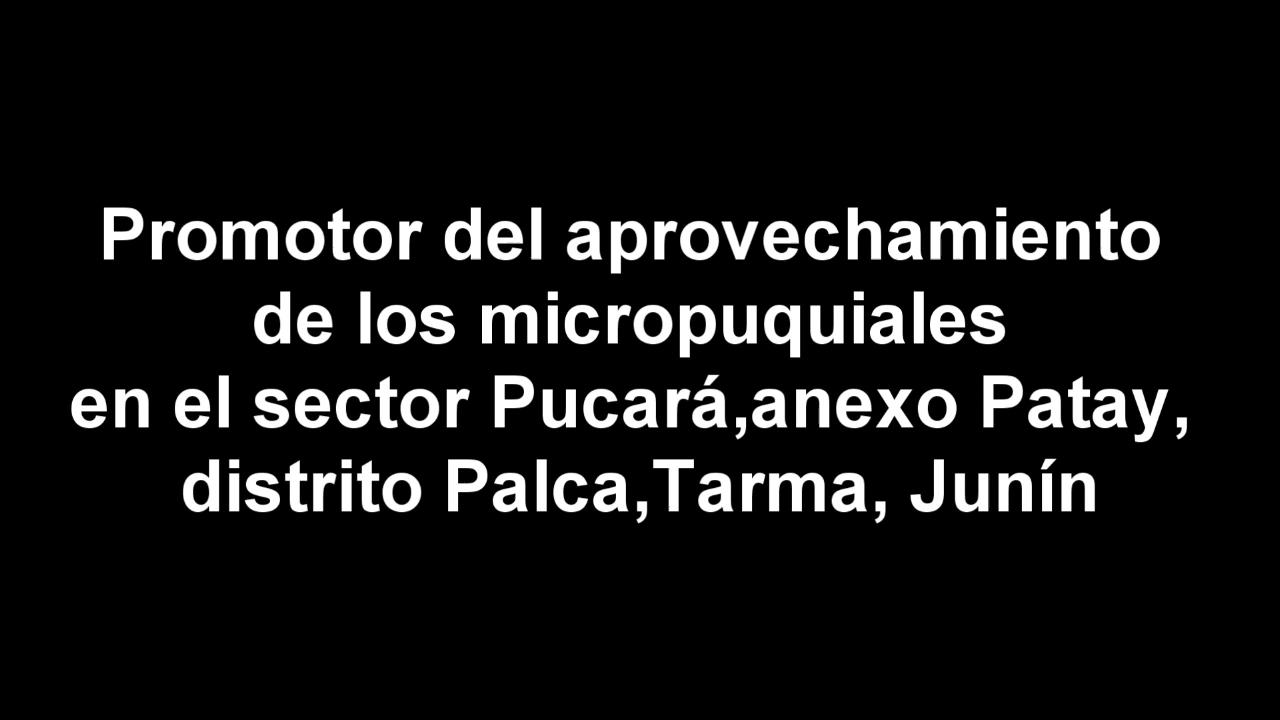 Promotor del aprovechamiento
de los micropuquiales
en el sector Pucará,anexo Patay,
distrito Palca,Tarma, Junín